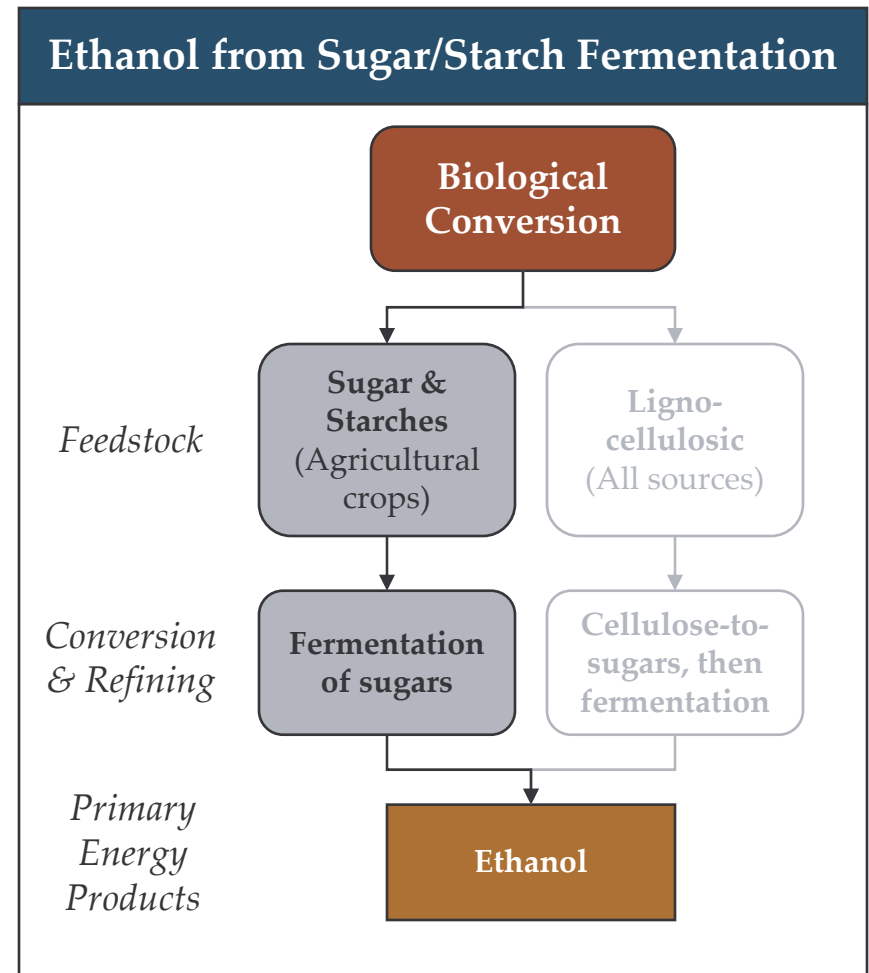 Ethanol from Sugar/Starch Fermentation
Biological
Conversion
Feedstock
Sugar &
Starches
(Agricultural
crops)
Ligno-
cellulosic
(All sources)
Conversion
& Refining
Fermentation
of sugars
Cellulose-to-
sugars, then
fermentation
Primary
Energy
Products
Ethanol